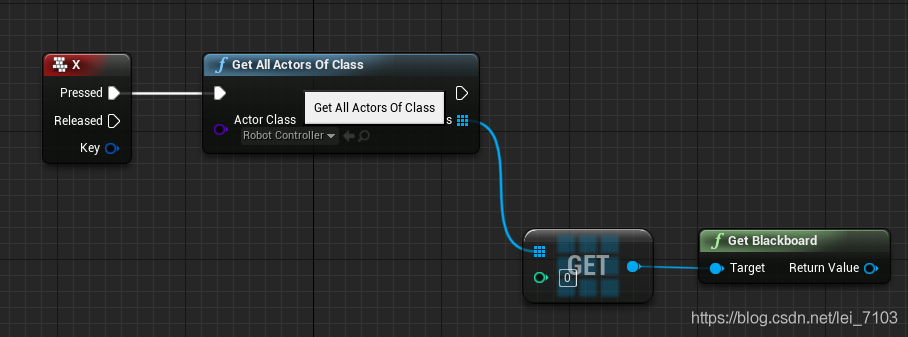 X
Pressed
Released
Key
f Get All Actors Of Class
Actor Class
Robot Controller
Get All Actors Of Class
s
GET
0
f Get Blackboard
Target
Return Value
https://blog.csdn.net/lei_7103